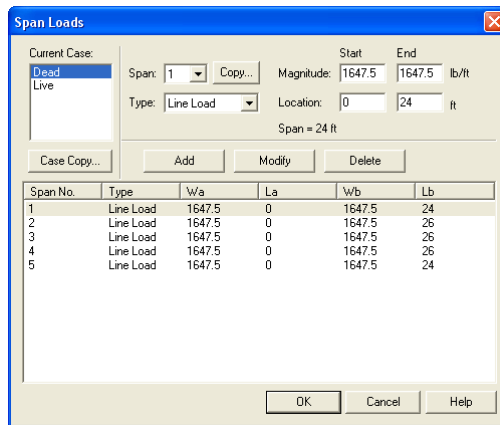 Span Loads
Current Case:
Dead
Live
Case Copy...
Span: 1 Copy...
Type: Line Load
Start End
Magnitude: 1647.5 1647.5 lb/ft
Location: 0 24 ft
Span = 24 ft
Add Modify Delete
Span No. Type Wa La Wb Lb
1 Line Load 1647.5 0 1647.5 24
2 Line Load 1647.5 0 1647.5 26
3 Line Load 1647.5 0 1647.5 26
4 Line Load 1647.5 0 1647.5 26
5 Line Load 1647.5 0 1647.5 24
OK Cancel Help